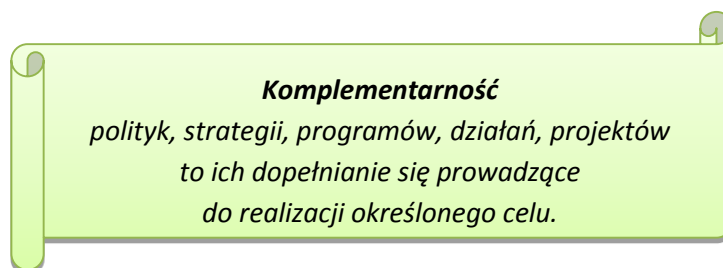 Komplementarność
polityk, strategii, programów, działań, projektów
to ich dopełnianie się prowadzące
do realizacji określonego celu.